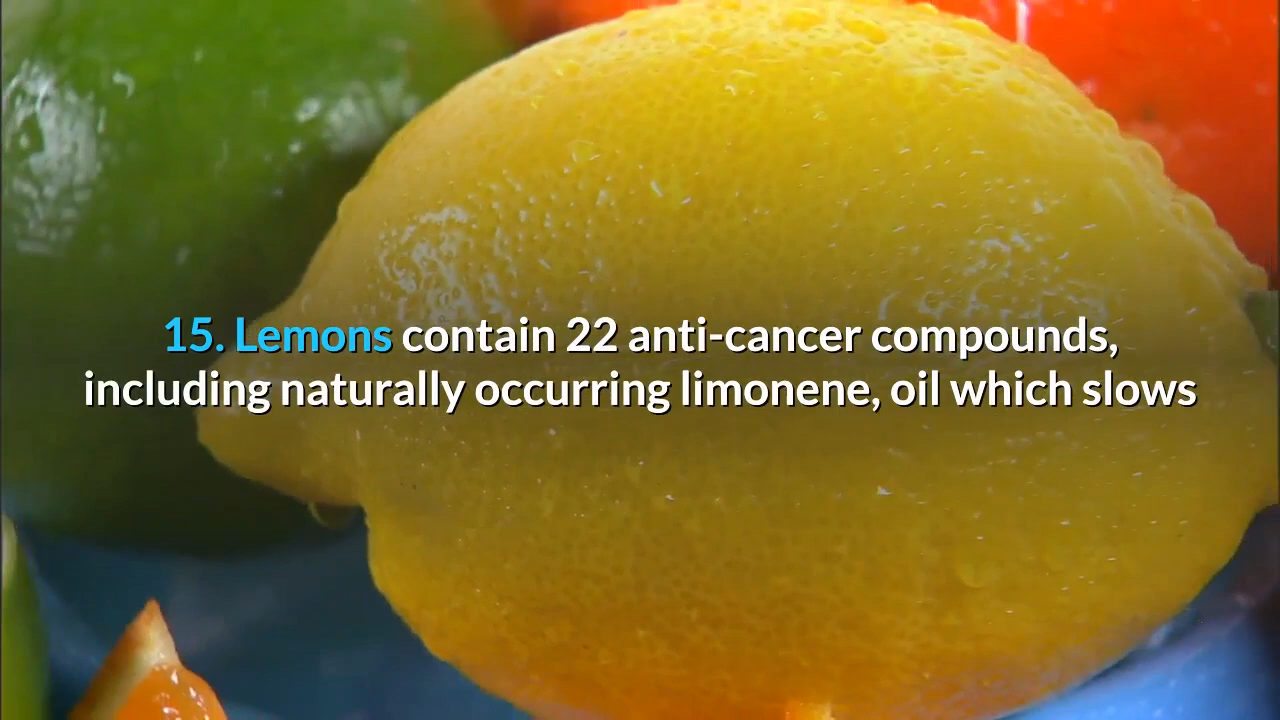 15. Lemons contain 22 anti-cancer compounds,
including naturally occurring limonene, oil which slows